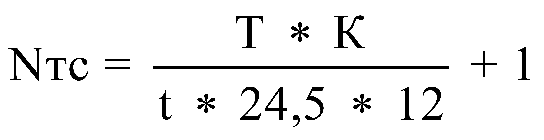 Nтс = T * K / t * 24,5 * 12 + 1